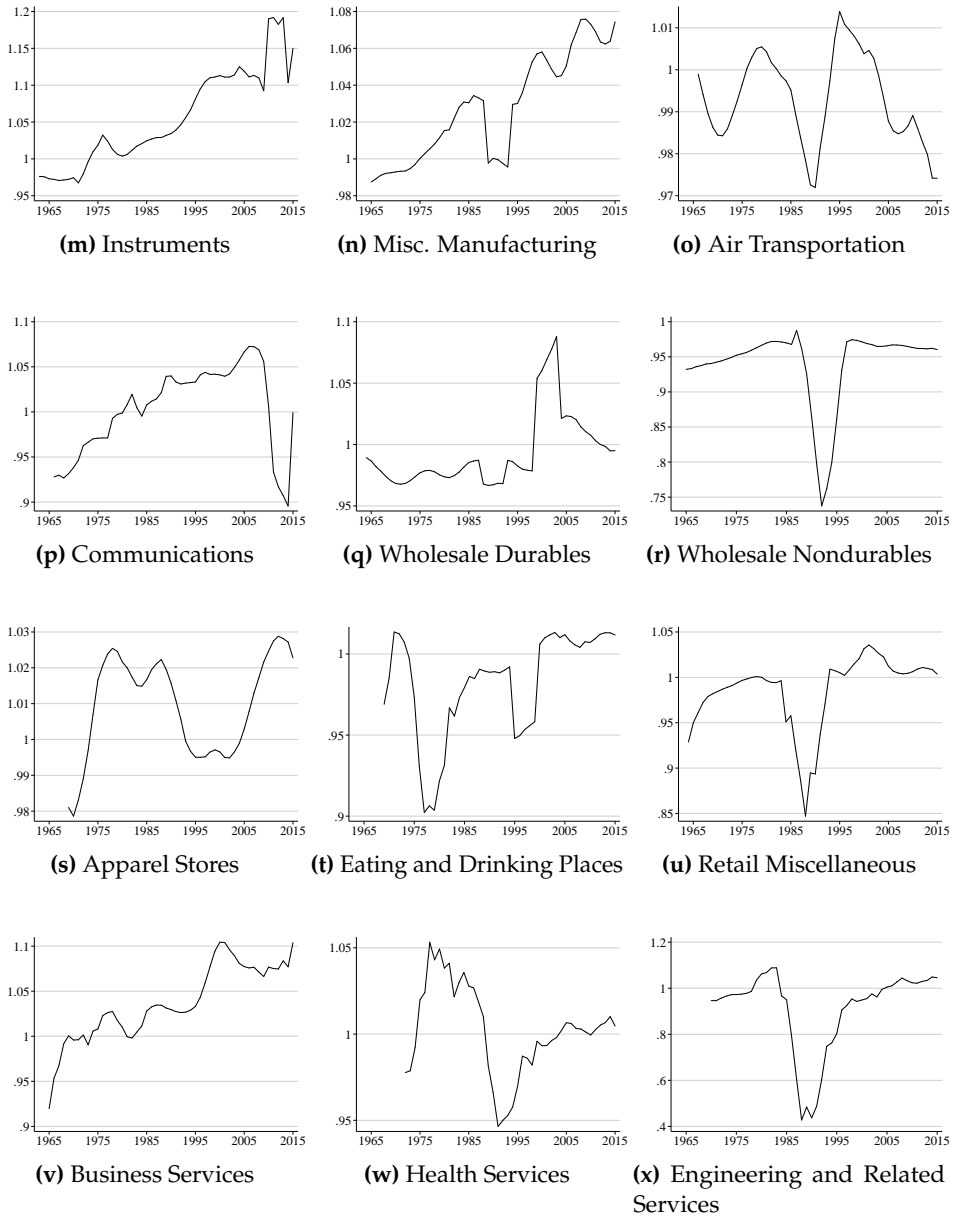 1.2
1.15
1.1
1.05
1
.95
1965 1975 1985 1995 2005 2015
(m) Instruments
1.08
1.06
1.04
1.02
1
.98
1965 1975 1985 1995 2005 2015
(n) Misc. Manufacturing
1.01
1
.99
.98
.97
1965 1975 1985 1995 2005 2015
(o) Air Transportation
1.1
1.05
1
.95
.9
1965 1975 1985 1995 2005 2015
(p) Communications
1.1
1.05
1
.95
1965 1975 1985 1995 2005 2015
(q) Wholesale Durables
1
.95
.9
.85
.8
.75
1965 1975 1985 1995 2005 2015
(r) Wholesale Nondurables
1.03
1.02
1.01
1
.99
.98
1965 1975 1985 1995 2005 2015
(s) Apparel Stores
1
.95
.9
1965 1975 1985 1995 2005 2015
(t) Eating and Drinking Places
1.05
1
.95
.9
.85
1965 1975 1985 1995 2005 2015
(u) Retail Miscellaneous
1.1
1.05
1
.95
.9
1965 1975 1985 1995 2005 2015
(v) Business Services
1.05
1
.95
1965 1975 1985 1995 2005 2015
(w) Health Services
1.2
1
.8
.6
.4
1965 1975 1985 1995 2005 2015
(x) Engineering and Related
Services